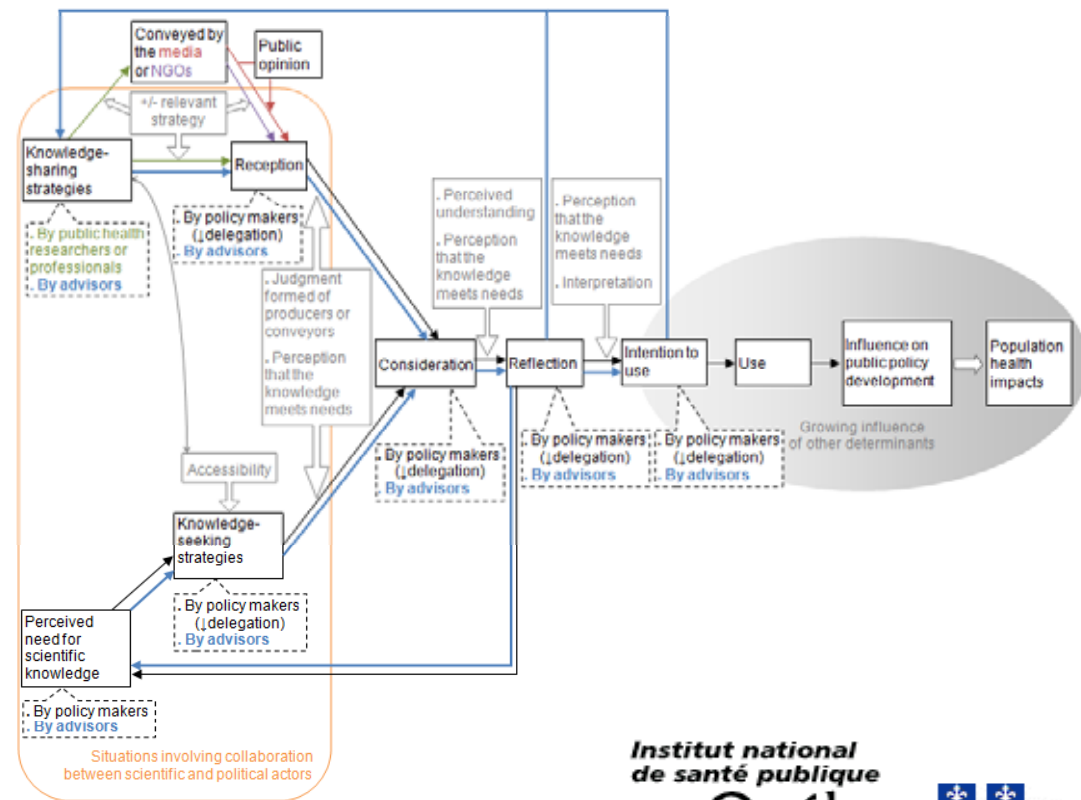 Conveyed by
the media
or NGOs
Public
opinion
+/- relevant
strategy
Knowledge-
sharing
strategies
Reception
. By public health
researchers or
professionals
. By advisors
. By policy makers
(↓delegation)
. By advisors
. Judgment
formed of
producers or
conveyors
. Perception
that the
knowledge
meets needs
. Perceived
understanding
. Perception
that the
knowledge
meets needs
. Perception
that the
knowledge
meets needs
. Interpretation
Consideration
Reflection
Intention to
use
Use
Influence on
public policy
development
Population
health
impacts
Growing influence
of other determinants
. By policy makers
(↓delegation)
. By advisors
. By policy makers
(↓delegation)
. By advisors
. By policy makers
(↓delegation)
. By advisors
Accessibility
Knowledge-
seeking
strategies
. By policy makers
(↓delegation)
. By advisors
Perceived
need for
scientific
knowledge
. By policy makers
. By advisors
Situations involving collaboration
between scientific and political actors
Institut national
de santé publique